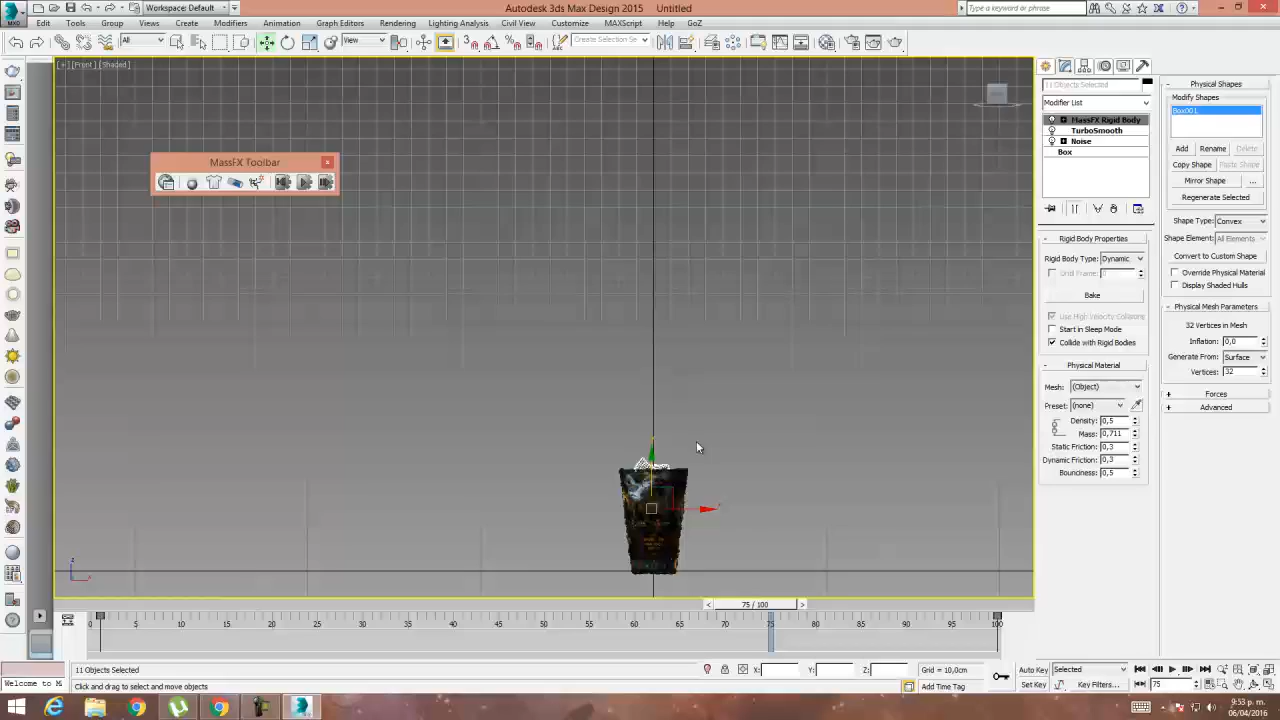 Autodesk 3ds Max Design 2015 Untitled
Workspace: Default
Type a keyword or phrase
MXD
Edit Tools Group Views Create Modifiers Animation Graph Editors Rendering Lighting Analysis Civil View Customize MAXScript Help GoZ
All View Create Selection Se
[+] [Front] [Shaded]
MassFX Toolbar
11 Objects Selected
Modifier List
MassFX Rigid Body
TurboSmooth
Noise
Box
Rigid Body Properties
Rigid Body Type: Dynamic
Until Frame: 0
Bake
Use High Velocity Collisions
Start in Sleep Mode
Collide with Rigid Bodies
Physical Material
Mesh: (Object)
Preset: (none)
Density: 0,5
Mass: 0,711
Static Friction: 0,3
Dynamic Friction: 0,3
Bounciness: 0,5
Physical Shapes
Modify Shapes
Box001
Add Rename Delete
Copy Shape Paste Shape
Mirror Shape ...
Regenerate Selected
Shape Type: Convex
Shape Element: All Elements
Convert to Custom Shape
Override Physical Material
Display Shaded Hulls
Physical Mesh Parameters
32 Vertices in Mesh
Inflation: 0,0
Generate From: Surface
Vertices: 32
Forces
Advanced
75 / 100
0 5 10 15 20 25 30 35 40 45 50 55 60 65 70 75 80 85 90 95 100
11 Objects Selected
X: Y: Z: Grid = 10,0cm
Auto Key Selected
Welcome to M
Click and drag to select and move objects
Add Time Tag
Set Key Key Filters... 75
9:53 p. m.
06/04/2016